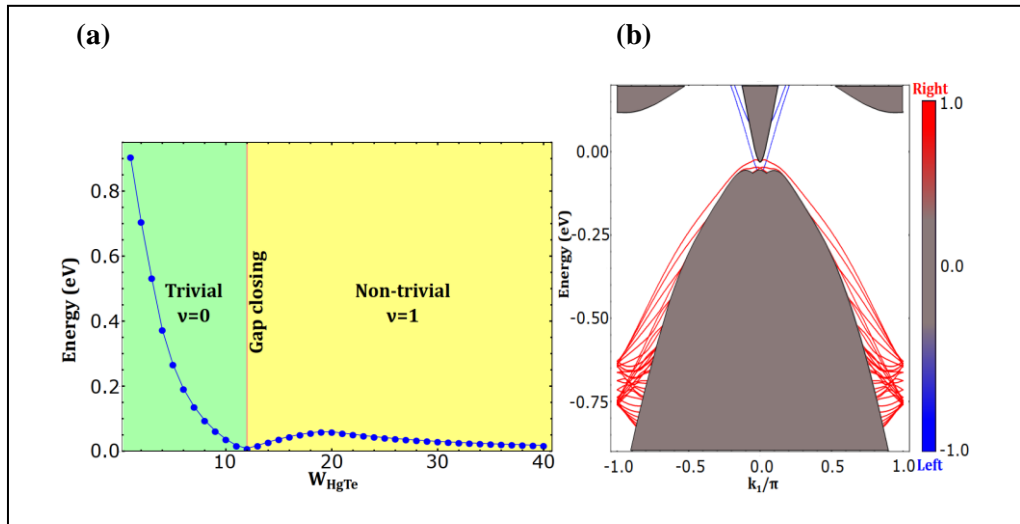 (a)
(b)
Energy (eV)
0.8
0.6
0.4
0.2
0.0
Trivial
ν=0
Gap closing
Non-trivial
ν=1
10
20
30
40
W_HgTe
Energy (eV)
0.00
-0.25
-0.50
-0.75
-1.0
-0.5
0.0
0.5
1.0
k₁/π
Right
1.0
0.0
-1.0
Left